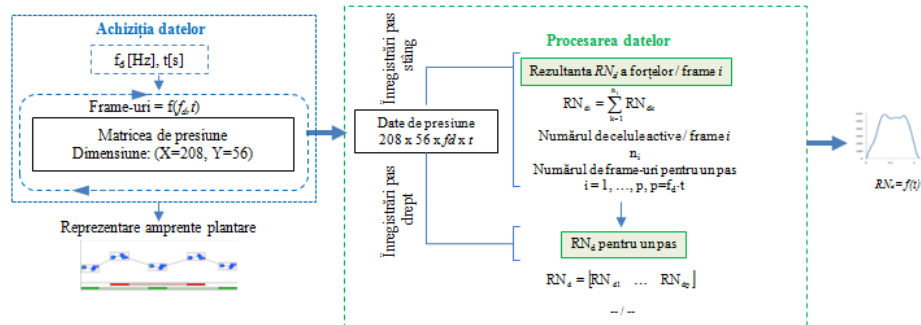 Achiziția datelor
f_d [Hz], t[s]
Frame-uri = f(f_d,t)
Matricea de presiune
Dimensiune: (X=208, Y=56)
Reprezentare amprente plantare
Înregistrări pas
stâng
Date de presiune
208 x 56 x fd x t
Înregistrări pas
drept
Procesarea datelor
Rezultanta RN_d a forțelor / frame i
RN_di = ∑_{k=1}^{n_i} RN_dk
Numărul de celule active / frame i
n_i
Numărul de frame-uri pentru un pas
i = 1, …, p, p=f_d·t
RN_d pentru un pas
RN_d = [RN_d1 … RN_dp]
-- / --
RN_d = f(t)